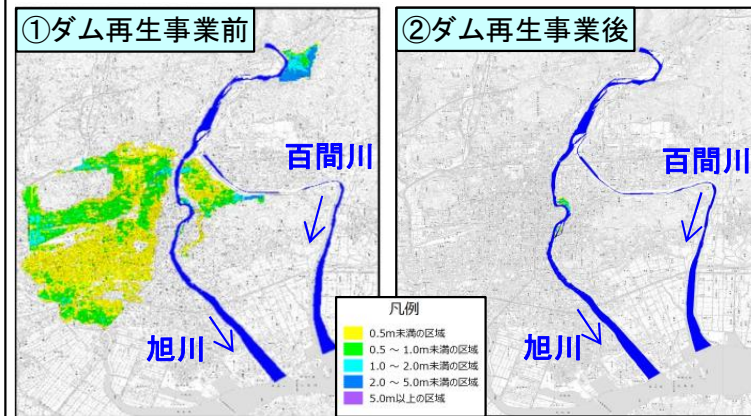 ①ダム再生事業前
百間川
旭川
②ダム再生事業後
百間川
旭川
凡例
0.5m未満の区域
0.5 ～ 1.0m未満の区域
1.0 ～ 2.0m未満の区域
2.0 ～ 5.0m未満の区域
5.0m以上の区域